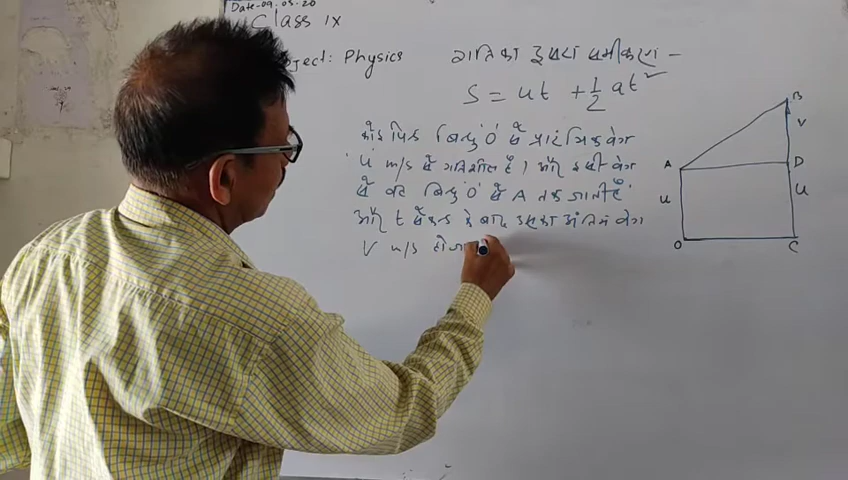 Date-09.05.20
Class IX
ject: Physics
गति का दूसरा समीकरण -
S = ut + 1/2 at²
कोई पिंड बिन्दु 'O' से प्रारंभिक वेग
'u' m/s से गतिशील है। और इसी वेग
से वह बिन्दु 'O' से A तक जाती है
और t सेकंड के बाद उसका अंतिम वेग
V m/s हो जा
B
V
A
D
u
u
O
C